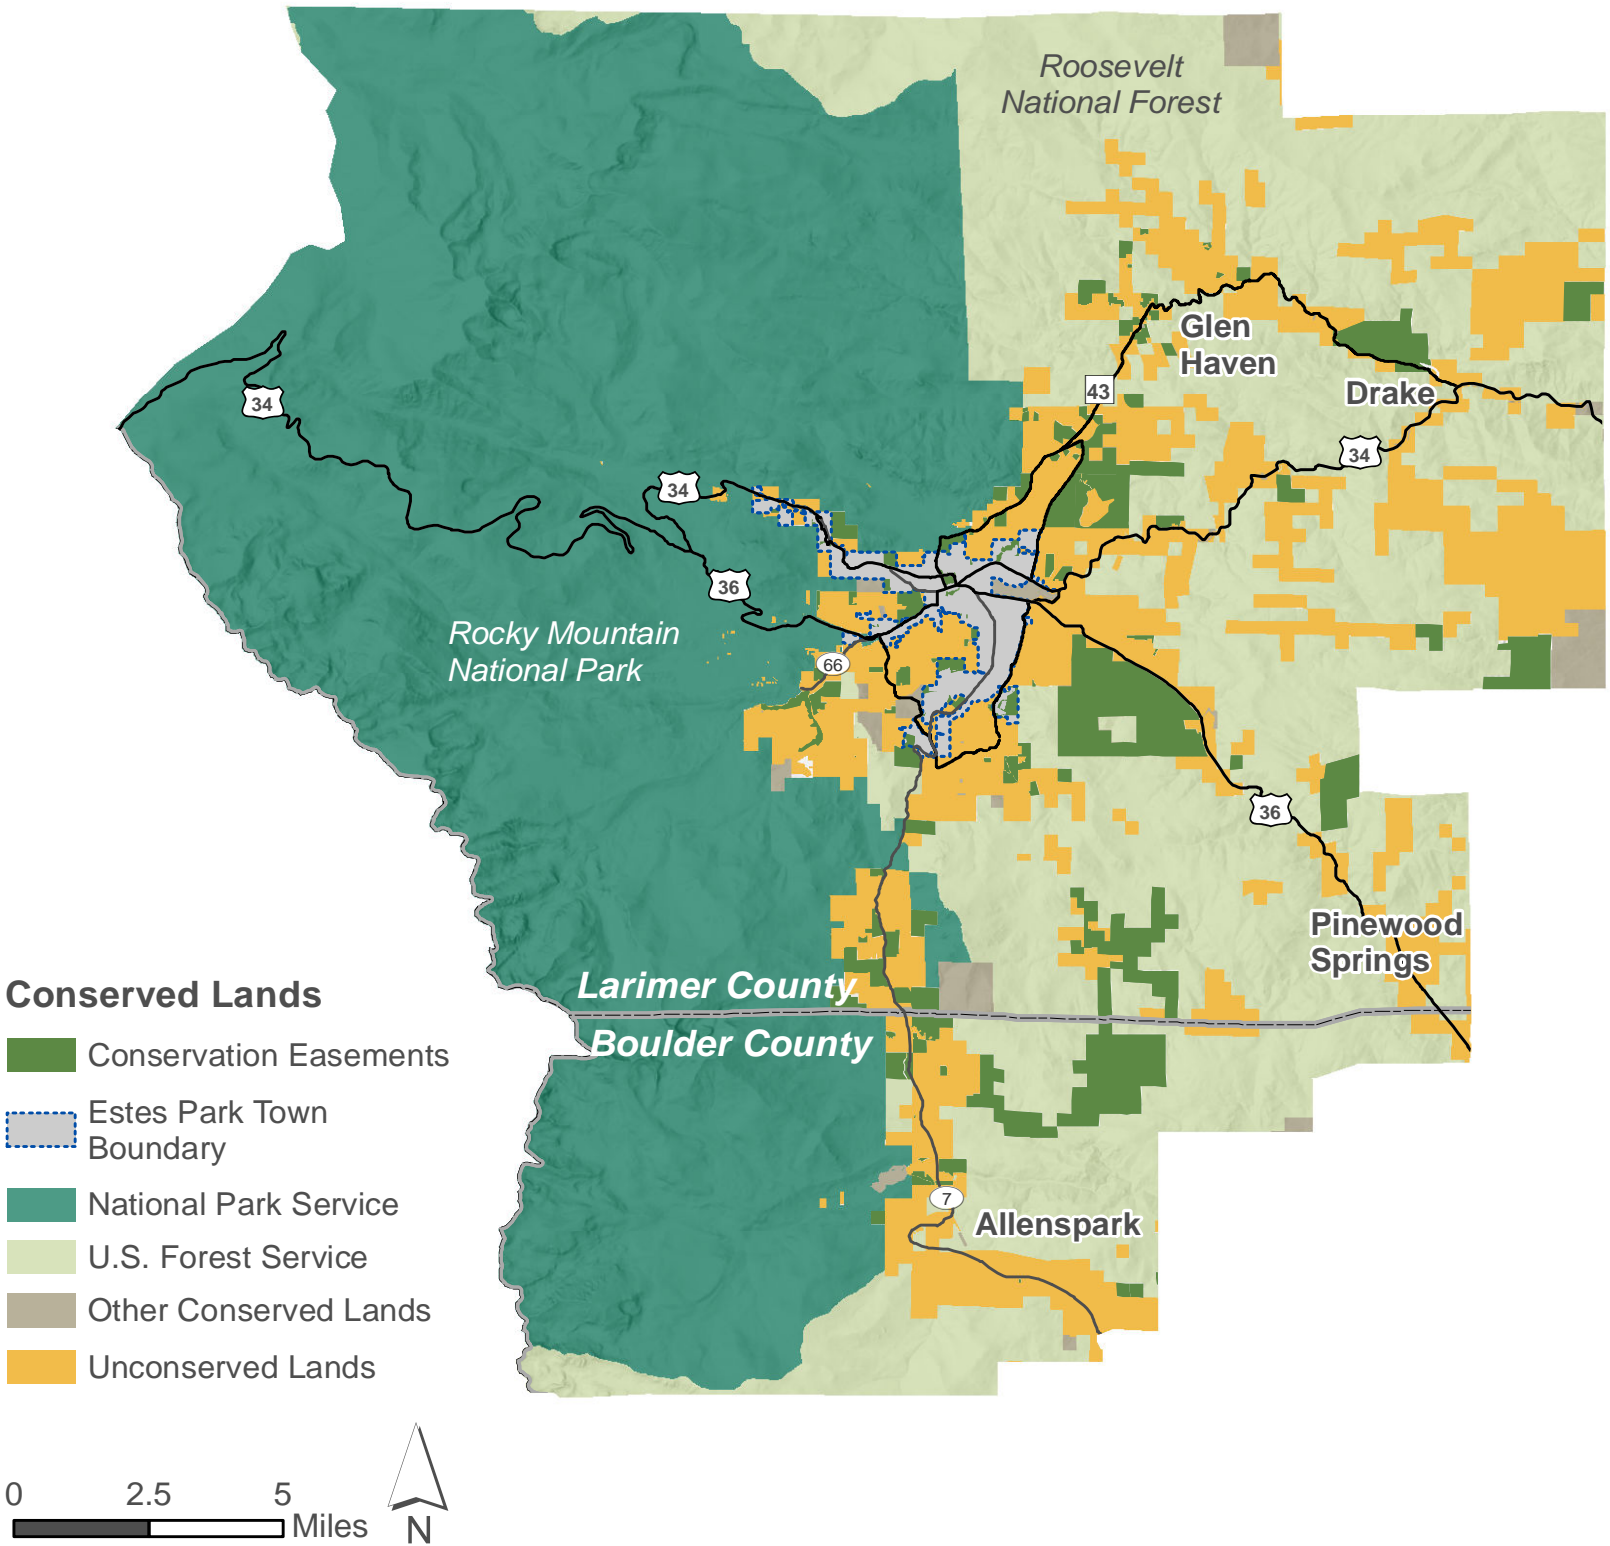 Roosevelt
National Forest
Glen
Haven
43
Drake
34
34
34
36
Rocky Mountain
National Park
66
36
Pinewood
Springs
Larimer County
Boulder County
7
Allenspark
Conserved Lands
Conservation Easements
Estes Park Town
Boundary
National Park Service
U.S. Forest Service
Other Conserved Lands
Unconserved Lands
0 2.5 5
Miles
N